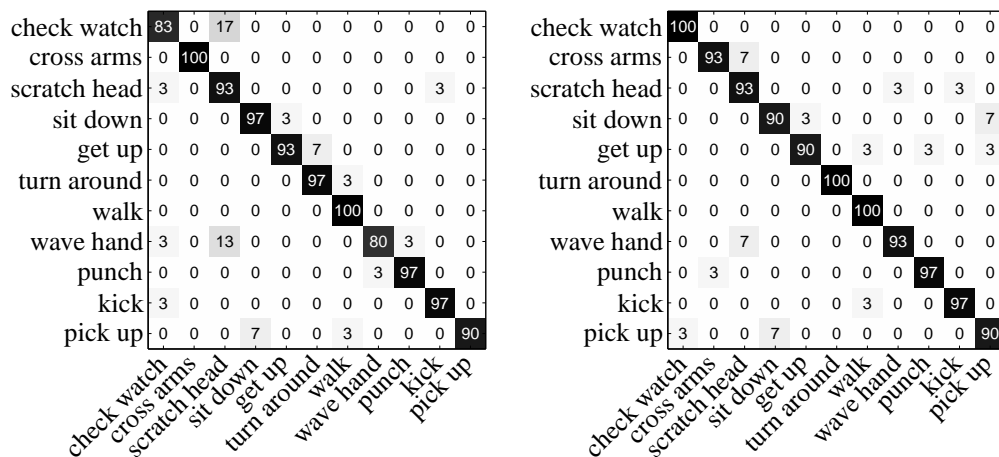 check watch 83 0 17 0 0 0 0 0 0 0 0
cross arms 0 100 0 0 0 0 0 0 0 0 0
scratch head 3 0 93 0 0 0 0 0 0 3 0
sit down 0 0 0 97 3 0 0 0 0 0 0
get up 0 0 0 0 93 7 0 0 0 0 0
turn around 0 0 0 0 0 97 3 0 0 0 0
walk 0 0 0 0 0 0 100 0 0 0 0
wave hand 3 0 13 0 0 0 0 80 3 0 0
punch 0 0 0 0 0 0 0 3 97 0 0
kick 3 0 0 0 0 0 0 0 0 97 0
pick up 0 0 0 7 0 0 3 0 0 0 90
check watch
cross arms
scratch head
sit down
get up
turn around
walk
wave hand
punch
kick
pick up
check watch 100 0 0 0 0 0 0 0 0 0 0
cross arms 0 93 7 0 0 0 0 0 0 0 0
scratch head 0 0 93 0 0 0 0 3 0 3 0
sit down 0 0 0 90 3 0 0 0 0 0 7
get up 0 0 0 0 90 0 3 0 3 0 3
turn around 0 0 0 0 0 100 0 0 0 0 0
walk 0 0 0 0 0 0 100 0 0 0 0
wave hand 0 0 7 0 0 0 0 93 0 0 0
punch 0 3 0 0 0 0 0 0 97 0 0
kick 0 0 0 0 0 0 3 0 0 97 0
pick up 3 0 0 7 0 0 0 0 0 0 90
check watch
cross arms
scratch head
sit down
get up
turn around
walk
wave hand
punch
kick
pick up